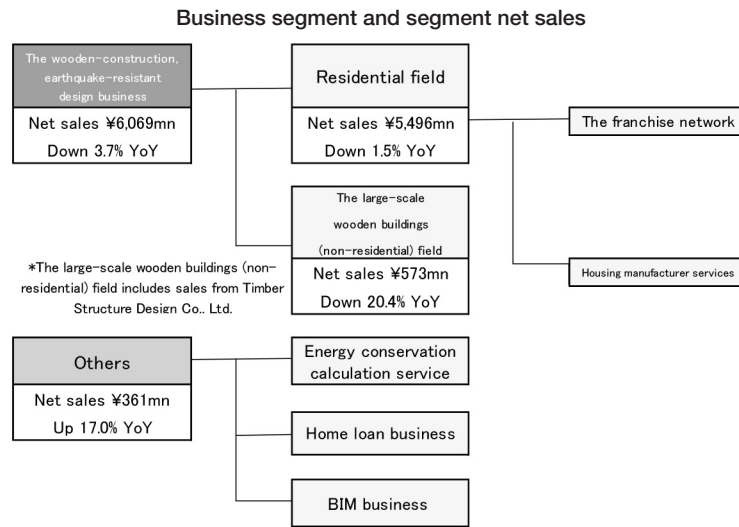 Business segment and segment net sales
The wooden-construction,
earthquake-resistant
design business
Net sales ¥6,069mn
Down 3.7% YoY
Residential field
Net sales ¥5,496mn
Down 1.5% YoY
The franchise network
The large-scale
wooden buildings
(non-residential) field
Net sales ¥573mn
Down 20.4% YoY
Housing manufacturer services
*The large-scale wooden buildings (non-
residential) field includes sales from Timber
Structure Design Co.. Ltd.
Others
Net sales ¥361mn
Up 17.0% YoY
Energy conservation
calculation service
Home loan business
BIM business